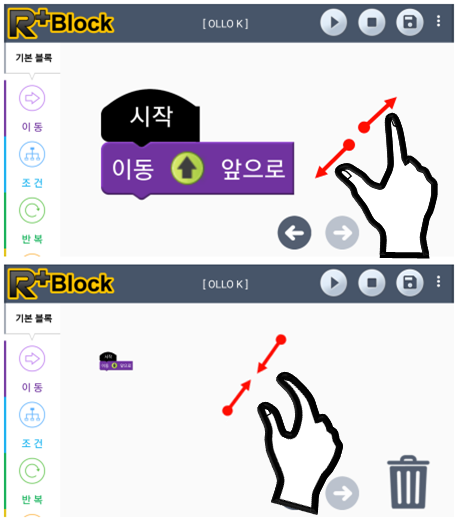 R+Block
[ OLLO K ]
기본 블록
이 동
조 건
반 복
시작
이동 앞으로
R+Block
[ OLLO K ]
기본 블록
이 동
조 건
반 복
시작
이동 앞으로